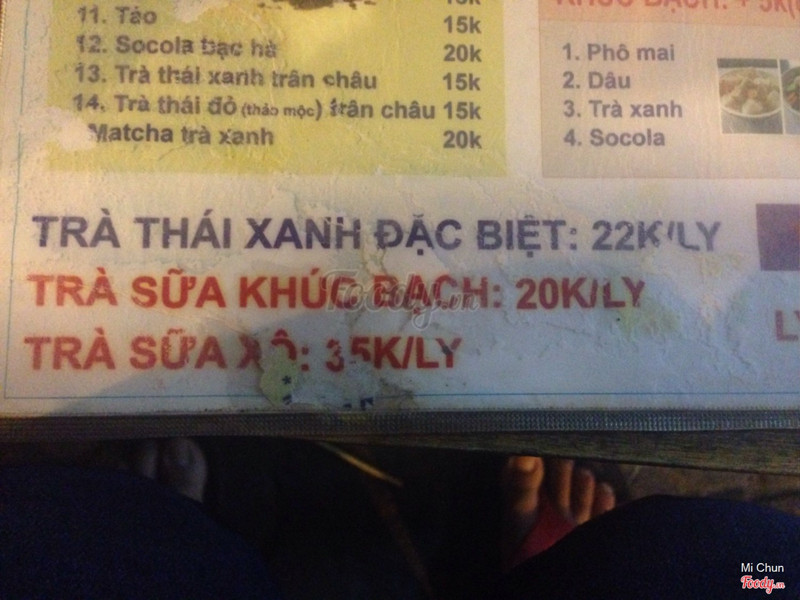 11. Táo 15k
12. Socola bạc hà 20k
13. Trà thái xanh trân châu 15k
14. Trà thái đỏ (thảo mộc) trân châu 15k
Matcha trà xanh 20k
1. Phô mai
2. Dâu
3. Trà xanh
4. Socola
TRÀ THÁI XANH ĐẶC BIỆT: 22K/LY
TRÀ SỮA KHÚC BẠCH: 20K/LY
TRÀ SỮA XÔ: 35K/LY
Foody.vn
Mi Chun
Foody.vn